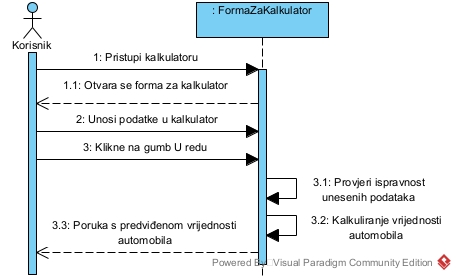 : FormaZaKalkulator
Korisnik
1: Pristupi kalkulatoru
1.1: Otvara se forma za kalkulator
2: Unosi podatke u kalkulator
3: Klikne na gumb U redu
3.1: Provjeri ispravnost
unesenih podataka
3.2: Kalkuliranje vrijednosti
automobila
3.3: Poruka s predviđenom vrijednosti
automobila
Powered By Visual Paradigm Community Edition